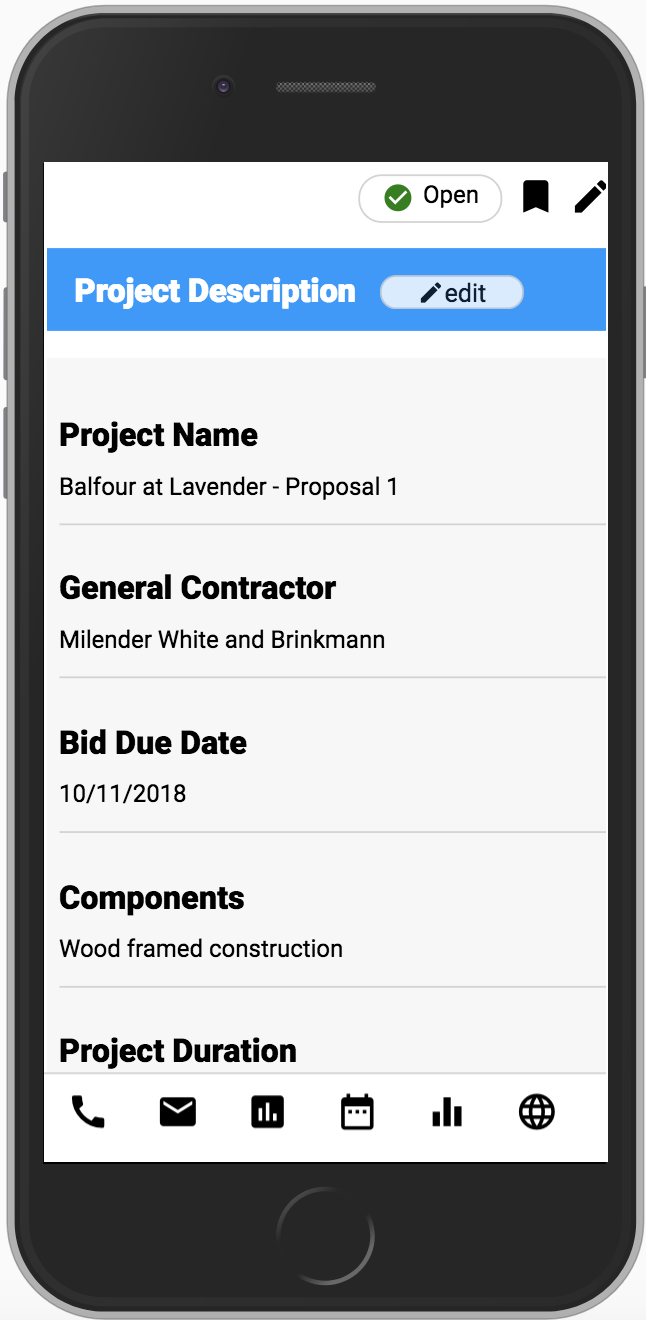 Open
Project Description
edit
Project Name
Balfour at Lavender - Proposal 1
General Contractor
Milender White and Brinkmann
Bid Due Date
10/11/2018
Components
Wood framed construction
Project Duration